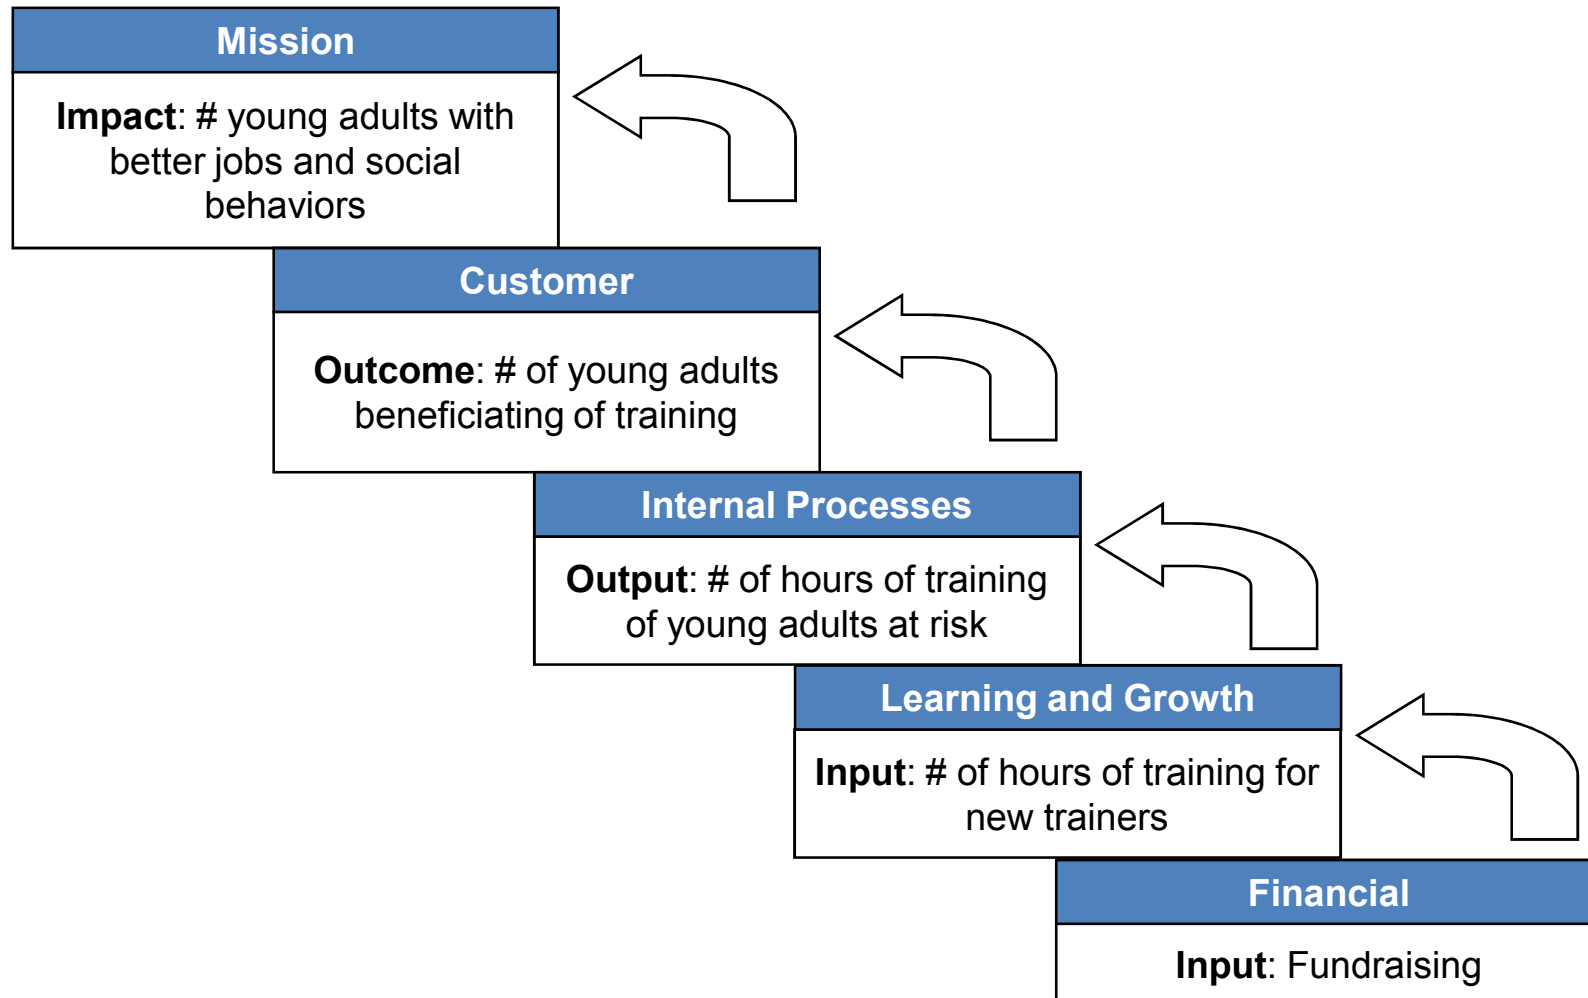 Mission
Impact: # young adults with
better jobs and social
behaviors
Customer
Outcome: # of young adults
beneficiating of training
Internal Processes
Output: # of hours of training
of young adults at risk
Learning and Growth
Input: # of hours of training for
new trainers
Financial
Input: Fundraising